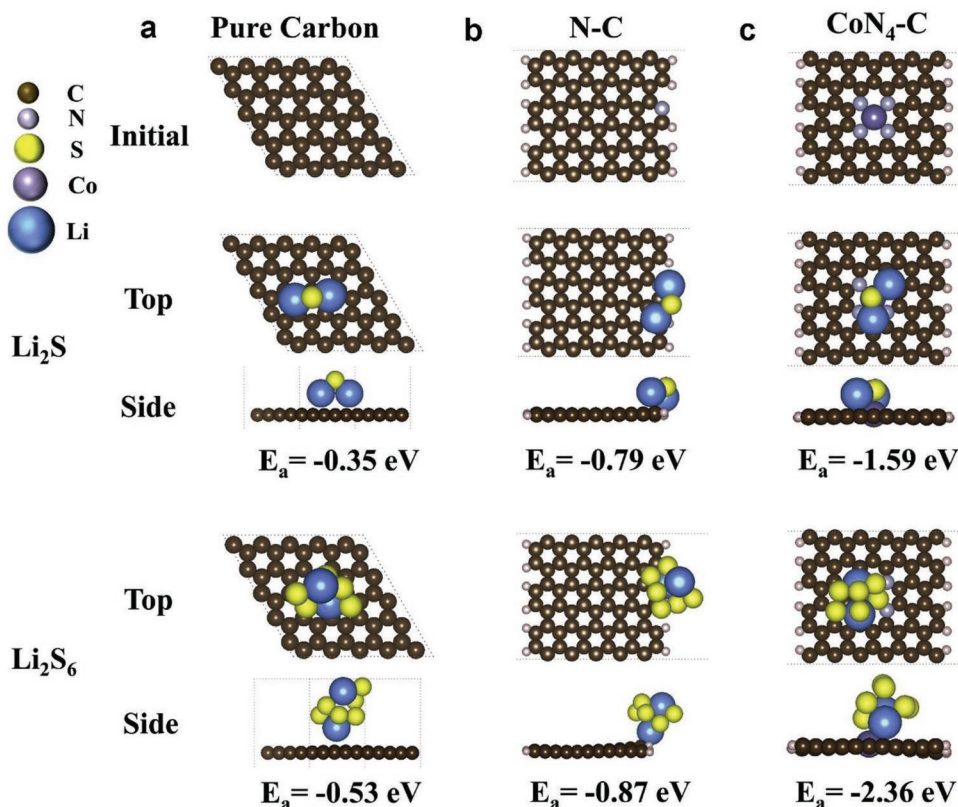 a Pure Carbon
b N-C
c CoN₄-C
C
N
S
Co
Li
Initial
Li₂S
Top
Side
Eₐ= -0.35 eV
Eₐ= -0.79 eV
Eₐ= -1.59 eV
Li₂S₆
Top
Side
Eₐ= -0.53 eV
Eₐ= -0.87 eV
Eₐ= -2.36 eV